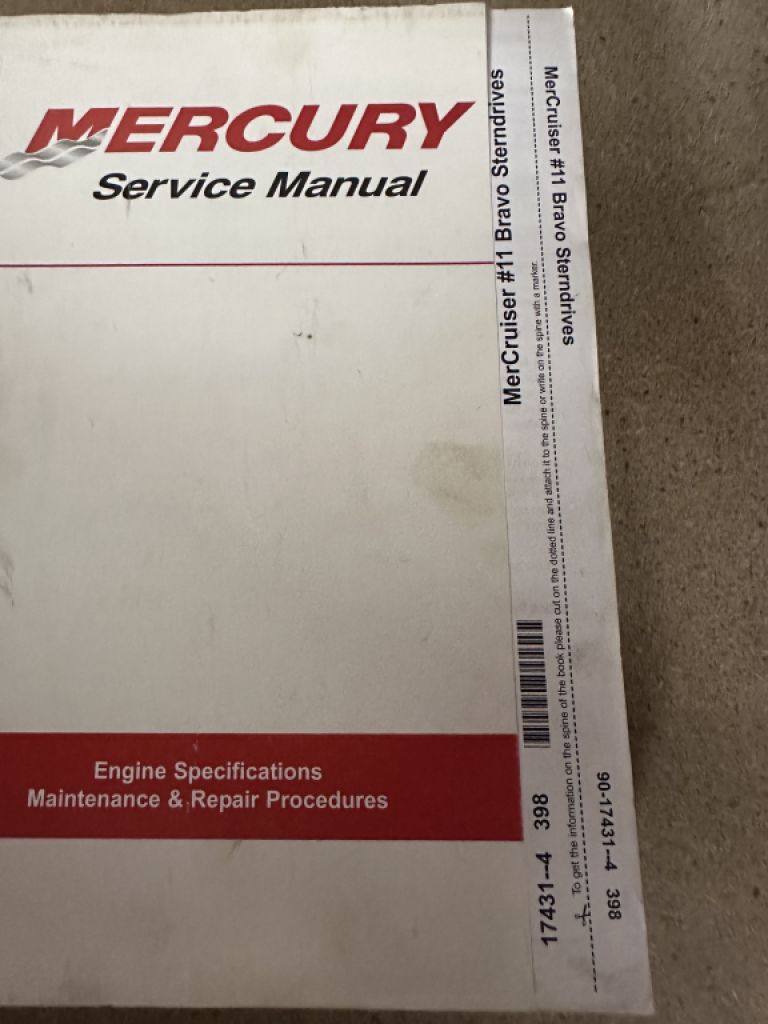 MERCURY
Service Manual
Engine Specifications
Maintenance & Repair Procedures
MerCruiser #11 Bravo Sterndrives
17431--4 398
To get the information on the spine of the book please cut on the dotted line and attach it to the spine or write on the spine with a marker.
MerCruiser #11 Bravo Sterndrives
90-17431--4 398